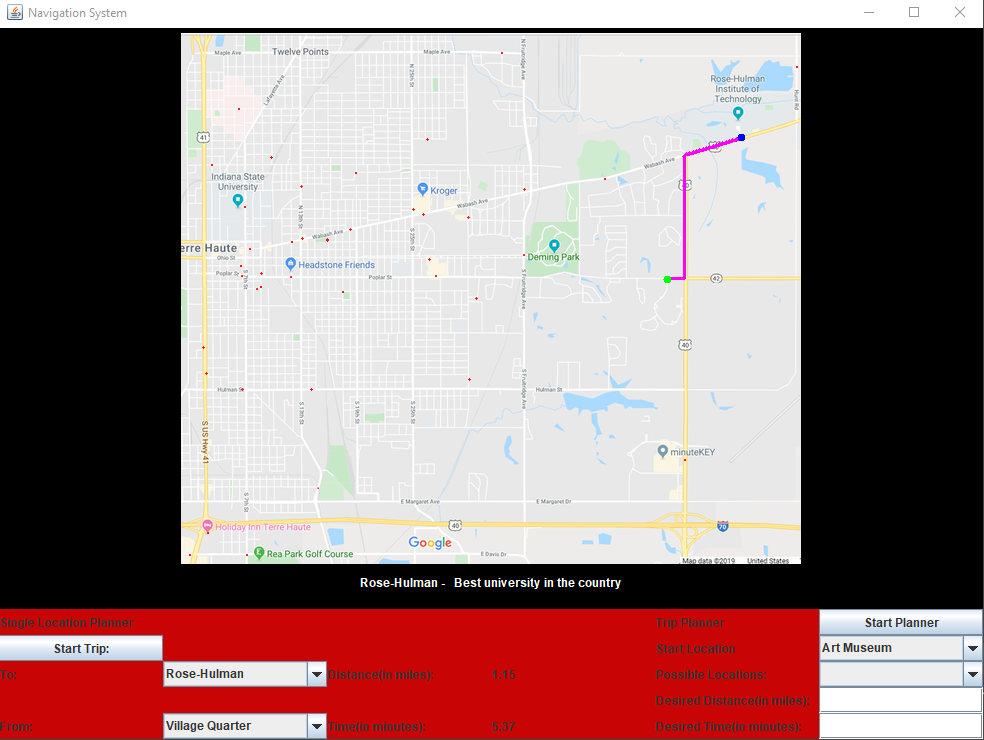 Navigation System
Maple Ave
Twelve Points
Maple Ave
N Fruitridge Ave
Lafayette Ave
N 25th St
Rose-Hulman
Institute of
Technology
Hunt Rd
41
Wabash Ave
40
Indiana State
University
Kroger
Wabash Ave
N 13th St
Wabash Ave
S 25th St
erre Haute
Ohio St
Deming Park
Headstone Friends
Poplar St
Poplar St
S 7th St
S Fruitridge Ave
42
40
Hulman St
Hulman St
S Fruitridge Ave
S 13th St
S 19th St
S 25th St
S US Hwy 41
minuteKEY
S 7th St
E Margaret Ave
E Margaret Dr
Holiday Inn Terre Haute
40
70
Google
Rea Park Golf Course
E Davis Dr
Map data ©2019 United States
Rose-Hulman - Best university in the country
Single Location Planner
Trip Planner
Start Planner
Start Trip:
Start Location
Art Museum
To:
Rose-Hulman
Distance(in miles):
1.15
Possible Locations:
Desired Distance(in miles):
From:
Village Quarter
Time(in minutes):
5.37
Desired Time(in minutes):